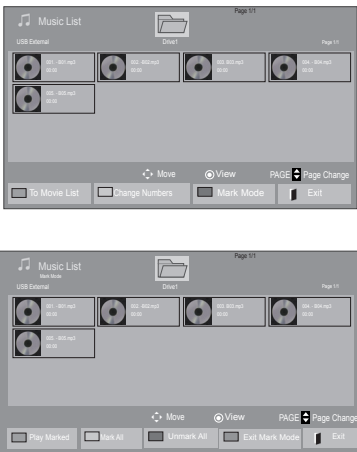 Page 1/1
Music List
USB External
Drive1
Page 1/1
001. -B01.mp3
00:00
002. -B02.mp3
00:00
003. B03.mp3
00:00
004. -B04.mp3
00:00
005. -B05.mp3
00:00
Move
View
PAGE Page Change
To Movie List
Change Numbers
Mark Mode
Exit
Page 1/1
Music List
Mark Mode
USB External
Drive1
Page 1/1
001. -B01.mp3
00:00
002. -B02.mp3
00:00
003. B03.mp3
00:00
004. -B04.mp3
00:00
005. -B05.mp3
00:00
Move
View
PAGE Page Change
Play Marked
Mark All
Unmark All
Exit Mark Mode
Exit